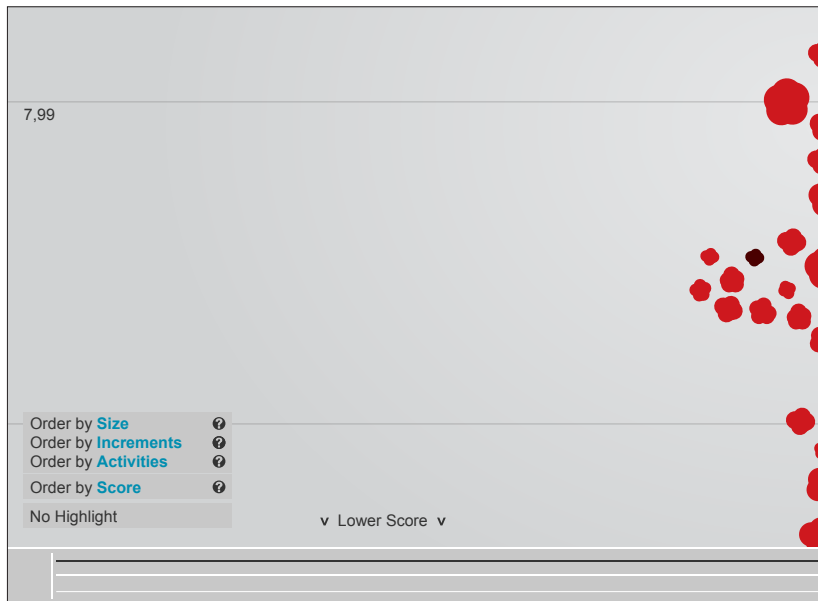 7,99
Order by Size ?
Order by Increments ?
Order by Activities ?
Order by Score ?
No Highlight
v Lower Score v